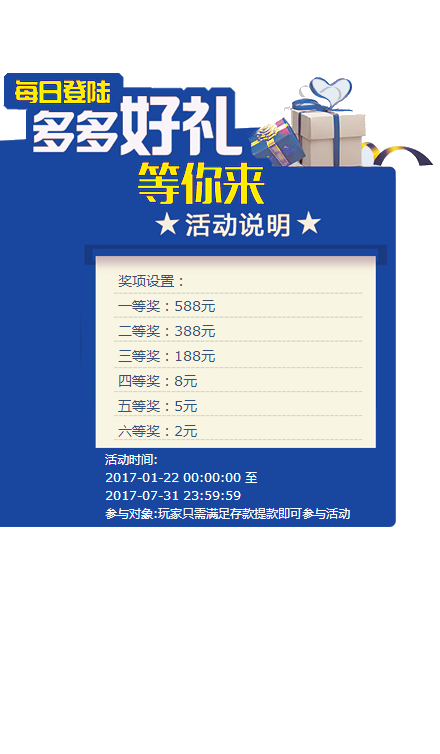 每日登陆
多多好礼
等你来
★活动说明★
奖项设置：
一等奖：588元
二等奖：388元
三等奖：188元
四等奖：8元
五等奖：5元
六等奖：2元
活动时间:
2017-01-22 00:00:00 至
2017-07-31 23:59:59
参与对象:玩家只需满足存款提款即可参与活动